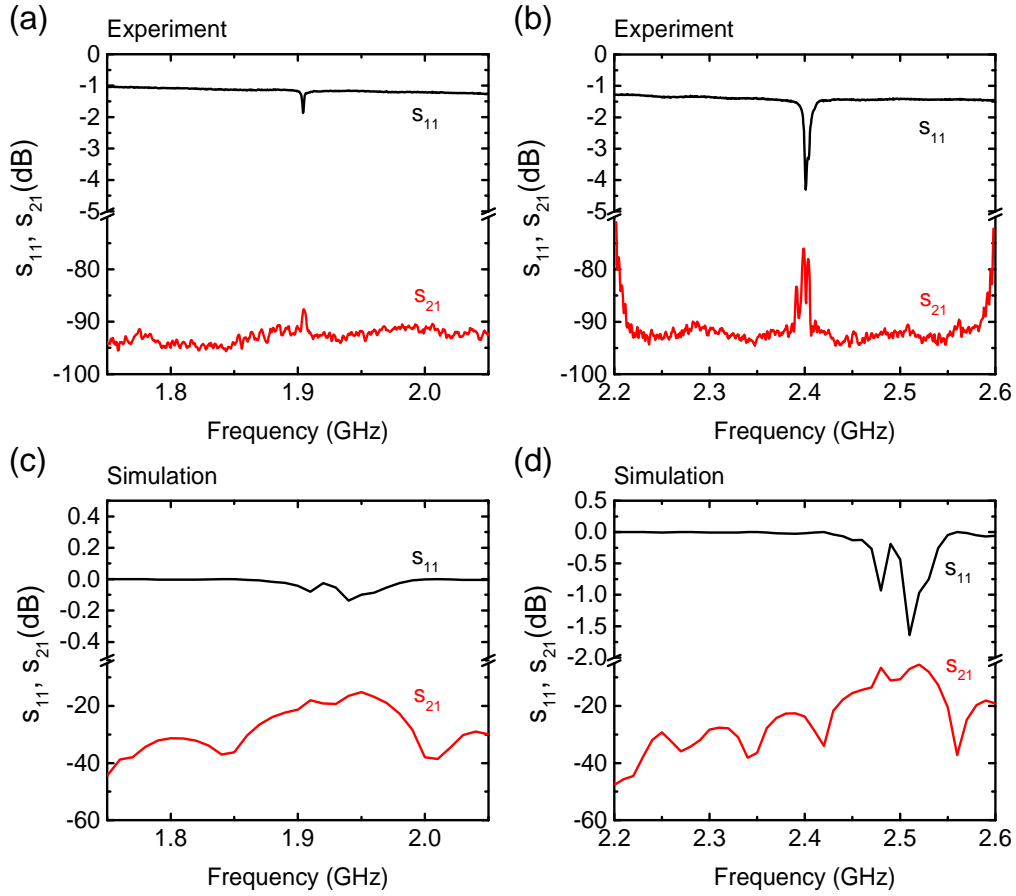 (a)
Experiment
0
-1
-2
-3
-4
-5
-80
-90
-100
s11
s21
s11, s21(dB)
1.8
1.9
2.0
Frequency (GHz)
(b)
Experiment
0
-1
-2
-3
-4
-5
-80
-90
-100
s11
s21
s11, s21(dB)
2.2
2.3
2.4
2.5
2.6
Frequency (GHz)
(c)
Simulation
0.4
0.2
0.0
-0.2
-0.4
-20
-40
-60
s11
s21
s11, s21(dB)
1.8
1.9
2.0
Frequency (GHz)
(d)
Simulation
0.5
0.0
-0.5
-1.0
-1.5
-2.0
-20
-40
-60
s11
s21
s11, s21(dB)
2.2
2.3
2.4
2.5
2.6
Frequency (GHz)